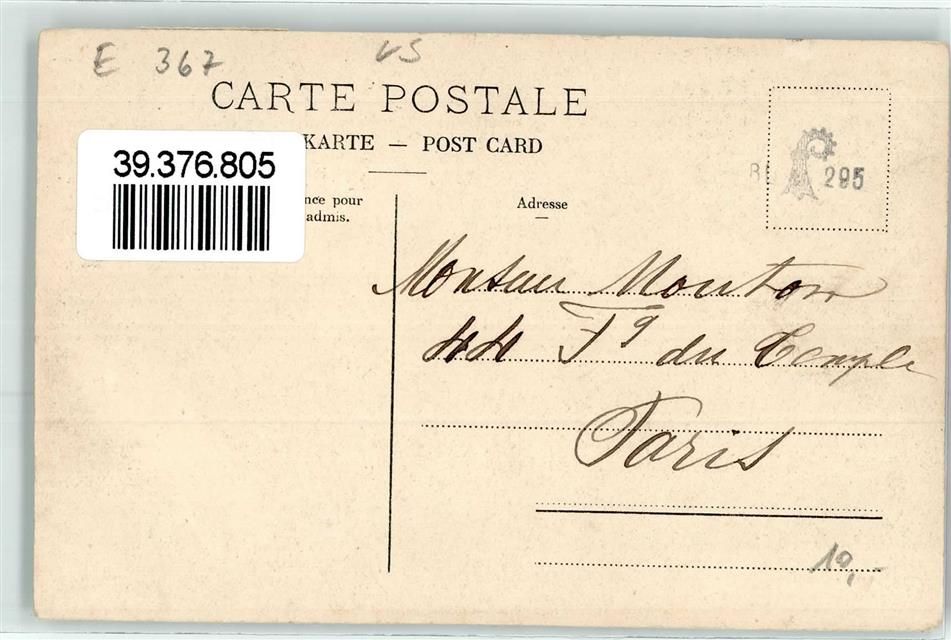 E 367 VS
CARTE POSTALE
KARTE — POST CARD
39.376.805
nce pour
admis.
Adresse
295
Monsieur Mouton
44 Fg du Temple
Paris
19,-